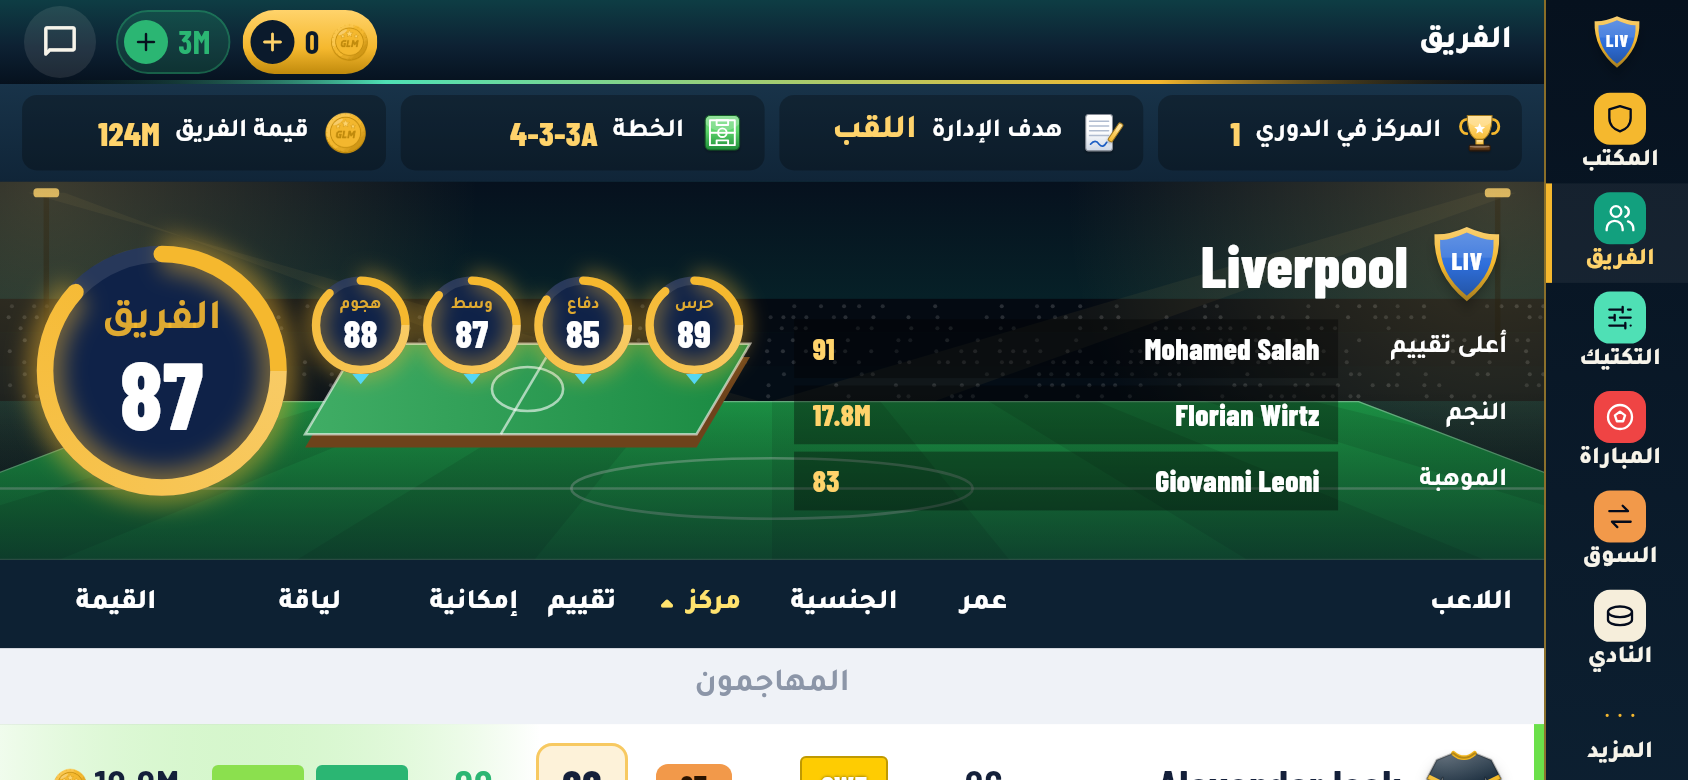 الفريق
GLM 0
3M
LIV
المركز في الدوري 1
هدف الإدارة اللقب
الخطة 4-3-3A
GLM قيمة الفريق 124M
المكتب
الفريق
التكتيك
المباراة
السوق
النادي
...
المزيد
LIV Liverpool
أعلى تقييم Mohamed Salah 91
النجم Florian Wirtz 17.8M
الموهبة Giovanni Leoni 83
حرس 89
دفاع 85
وسط 87
هجوم 88
الفريق
87
اللاعب عمر الجنسية مركز تقييم إمكانية لياقة القيمة
المهاجمون